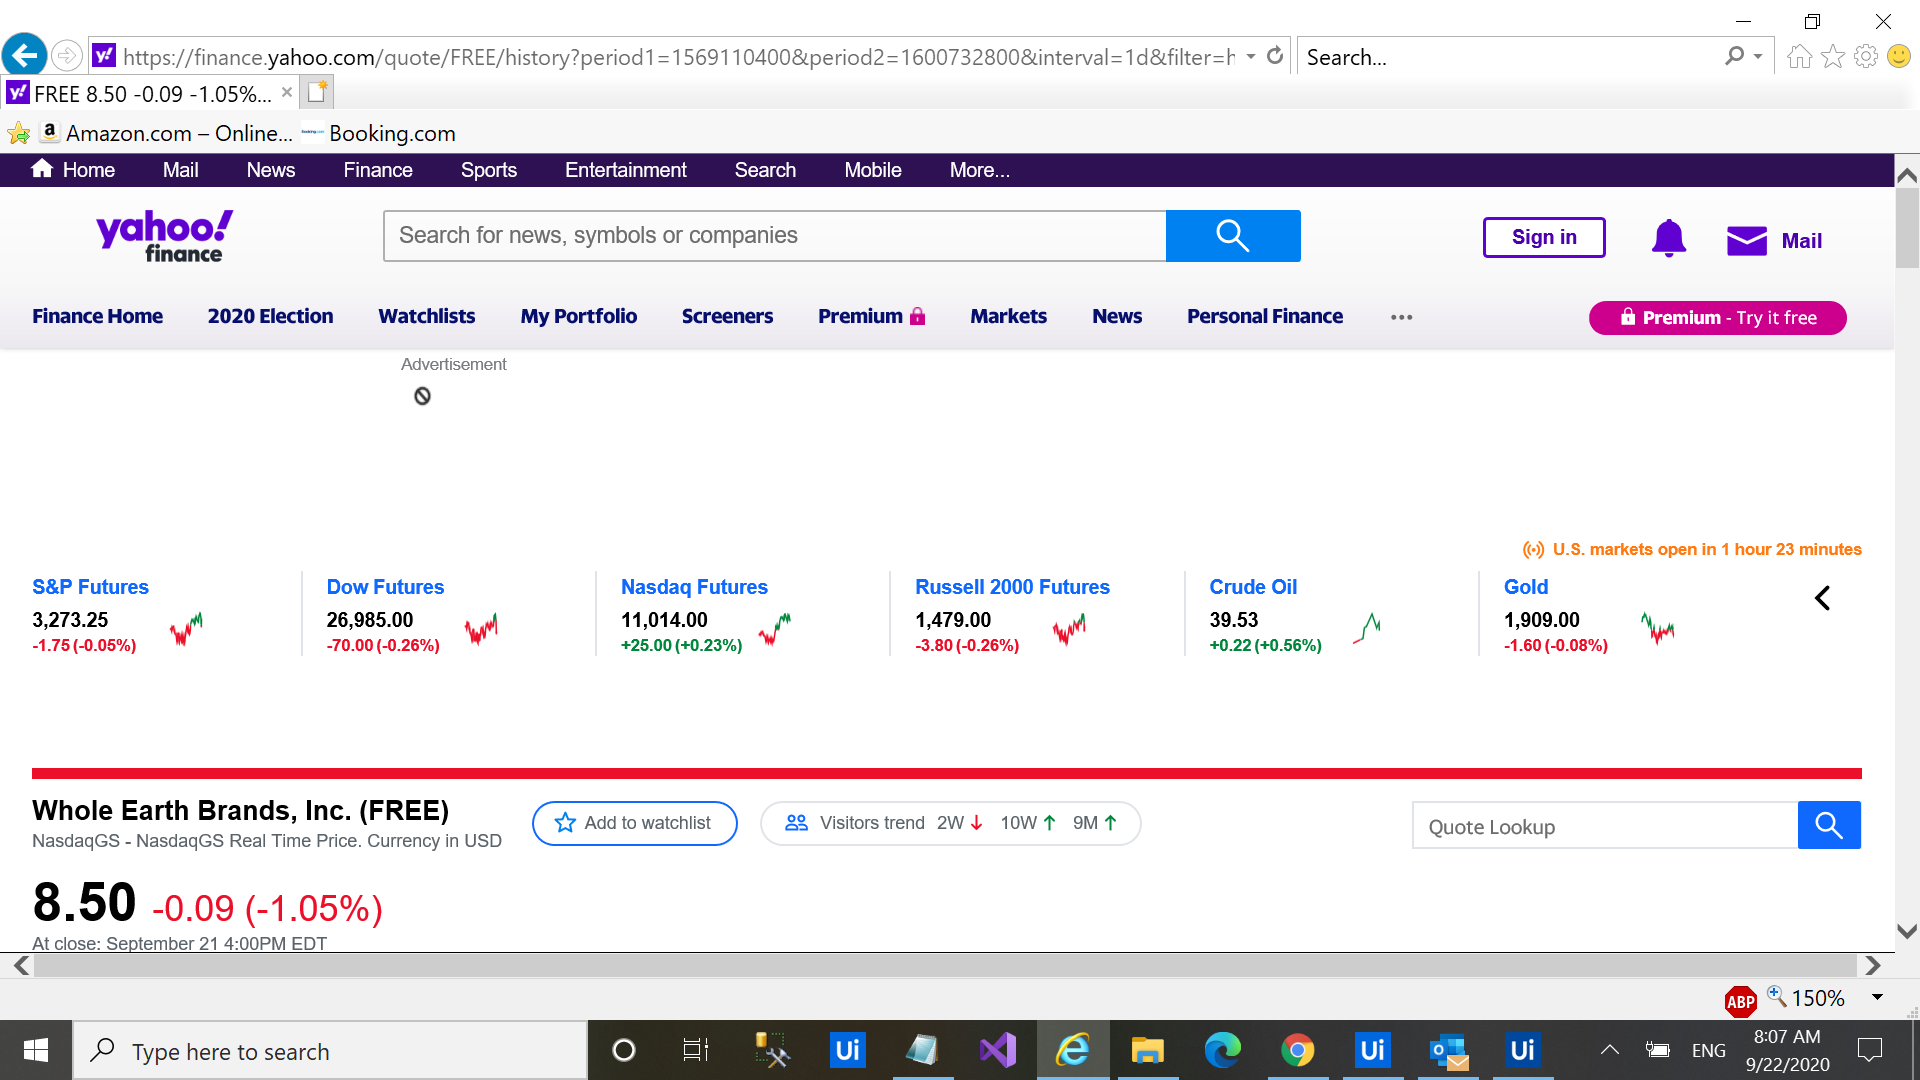 https://finance.yahoo.com/quote/FREE/history?period1=1569110400&period2=1600732800&interval=1d&filter=h
Search...
FREE 8.50 -0.09 -1.05%...
Amazon.com – Online...
Booking.com
Home Mail News Finance Sports Entertainment Search Mobile More...
yahoo!
finance
Search for news, symbols or companies
Sign in
Mail
Finance Home 2020 Election Watchlists My Portfolio Screeners Premium Markets News Personal Finance
Premium - Try it free
Advertisement
U.S. markets open in 1 hour 23 minutes
S&P Futures
3,273.25
-1.75 (-0.05%)
Dow Futures
26,985.00
-70.00 (-0.26%)
Nasdaq Futures
11,014.00
+25.00 (+0.23%)
Russell 2000 Futures
1,479.00
-3.80 (-0.26%)
Crude Oil
39.53
+0.22 (+0.56%)
Gold
1,909.00
-1.60 (-0.08%)
Whole Earth Brands, Inc. (FREE)
NasdaqGS - NasdaqGS Real Time Price. Currency in USD
Add to watchlist
Visitors trend 2W ↓ 10W ↑ 9M ↑
Quote Lookup
8.50 -0.09 (-1.05%)
At close: September 21 4:00PM EDT
ABP
150%
Type here to search
Ui
Ui
Ui
ENG
8:07 AM
9/22/2020